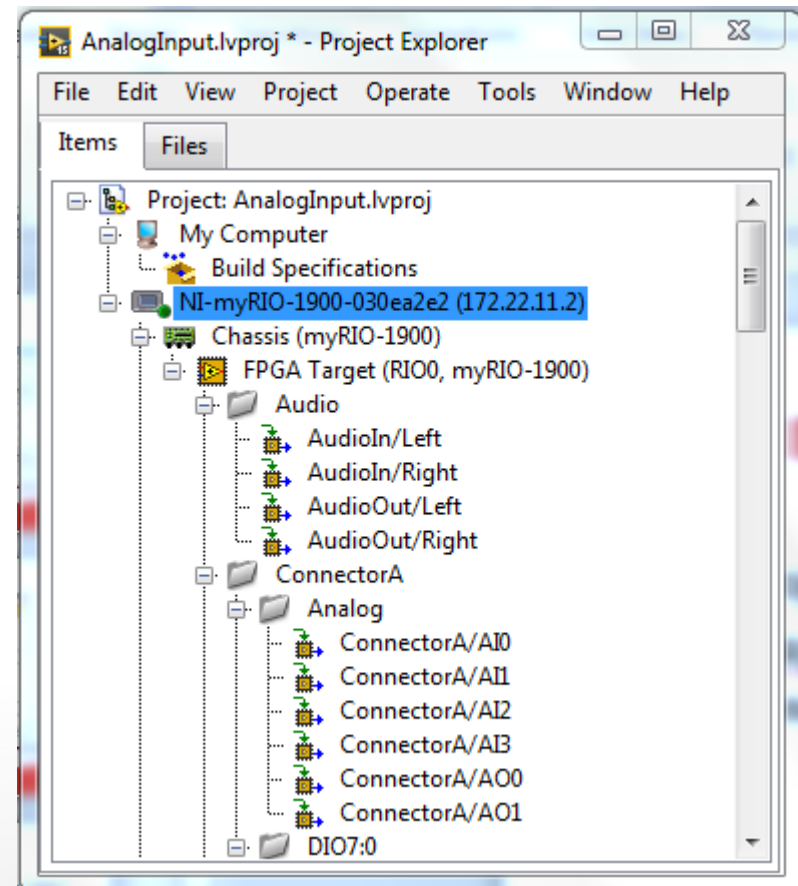 AnalogInput.lvproj * - Project Explorer
File Edit View Project Operate Tools Window Help
Items Files
Project: AnalogInput.lvproj
My Computer
Build Specifications
NI-myRIO-1900-030ea2e2 (172.22.11.2)
Chassis (myRIO-1900)
FPGA Target (RIO0, myRIO-1900)
Audio
AudioIn/Left
AudioIn/Right
AudioOut/Left
AudioOut/Right
ConnectorA
Analog
ConnectorA/AI0
ConnectorA/AI1
ConnectorA/AI2
ConnectorA/AI3
ConnectorA/AO0
ConnectorA/AO1
DIO7:0